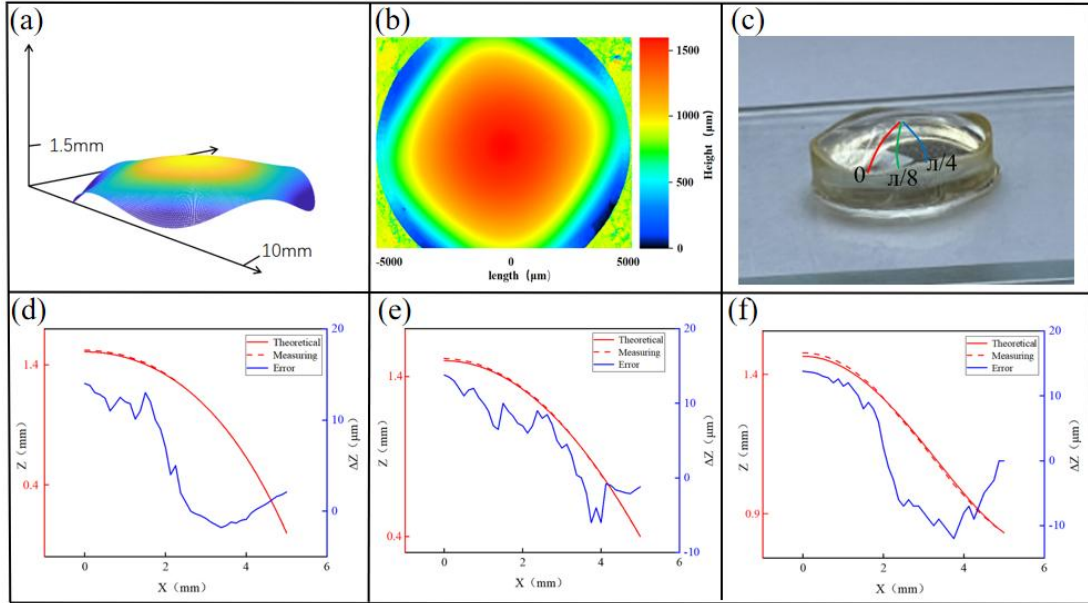 (a)
1.5mm
10mm
(b)
1500
1000
500
0
Height (μm)
-5000
0
5000
length (μm)
(c)
0
л/8
л/4
(d)
20
10
0
1.4
0.4
Z（mm）
ΔZ（μm）
Theoretical
Measuring
Error
0
2
4
6
X（mm）
(e)
20
10
0
-10
1.4
0.4
Z（mm）
ΔZ（μm）
Theoretical
Measuring
Error
0
2
4
6
X（mm）
(f)
20
10
0
-10
1.4
0.9
Z（mm）
ΔZ（μm）
Theoretical
Measuring
Error
0
2
4
6
X（mm）